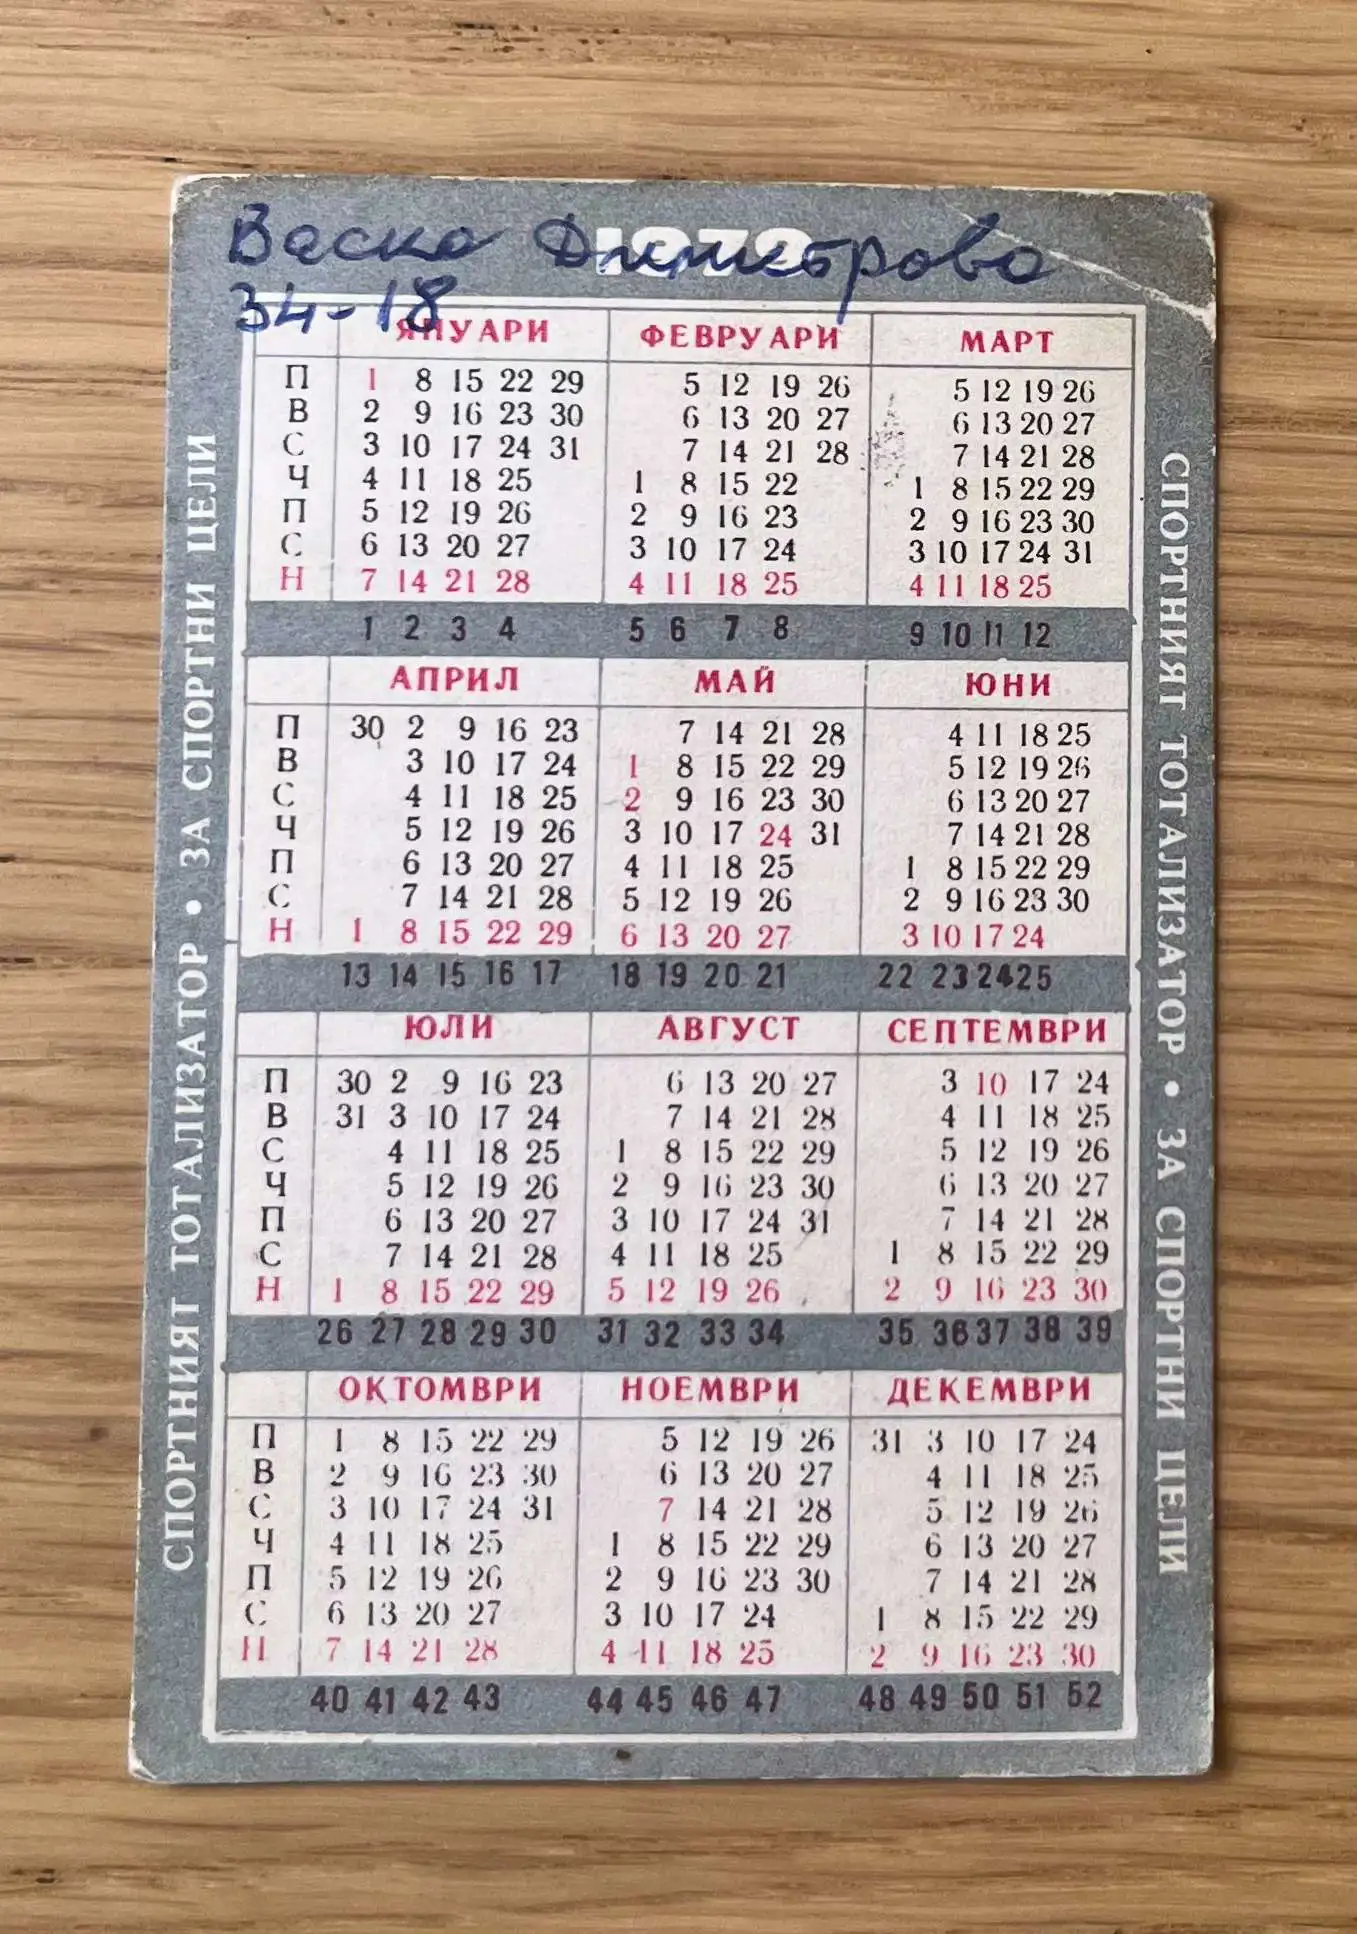 Васка Димитрова
34-18
ЯНУАРИ ФЕВРУАРИ МАРТ
П 1 8 15 22 29 5 12 19 26 5 12 19 26
В 2 9 16 23 30 6 13 20 27 6 13 20 27
С 3 10 17 24 31 7 14 21 28 7 14 21 28
Ч 4 11 18 25 1 8 15 22 1 8 15 22 29
П 5 12 19 26 2 9 16 23 2 9 16 23 30
С 6 13 20 27 3 10 17 24 3 10 17 24 31
Н 7 14 21 28 4 11 18 25 4 11 18 25
1 2 3 4 5 6 7 8 9 10 11 12
АПРИЛ МАЙ ЮНИ
П 30 2 9 16 23 7 14 21 28 4 11 18 25
В 3 10 17 24 1 8 15 22 29 5 12 19 26
С 4 11 18 25 2 9 16 23 30 6 13 20 27
Ч 5 12 19 26 3 10 17 24 31 7 14 21 28
П 6 13 20 27 4 11 18 25 1 8 15 22 29
С 7 14 21 28 5 12 19 26 2 9 16 23 30
Н 1 8 15 22 29 6 13 20 27 3 10 17 24
13 14 15 16 17 18 19 20 21 22 23 24 25
ЮЛИ АВГУСТ СЕПТЕМВРИ
П 30 2 9 16 23 6 13 20 27 3 10 17 24
В 31 3 10 17 24 7 14 21 28 4 11 18 25
С 4 11 18 25 1 8 15 22 29 5 12 19 26
Ч 5 12 19 26 2 9 16 23 30 6 13 20 27
П 6 13 20 27 3 10 17 24 31 7 14 21 28
С 7 14 21 28 4 11 18 25 1 8 15 22 29
Н 1 8 15 22 29 5 12 19 26 2 9 16 23 30
26 27 28 29 30 31 32 33 34 35 36 37 38 39
ОКТОМВРИ НОЕМВРИ ДЕКЕМВРИ
П 1 8 15 22 29 5 12 19 26 31 3 10 17 24
В 2 9 16 23 30 6 13 20 27 4 11 18 25
С 3 10 17 24 31 7 14 21 28 5 12 19 26
Ч 4 11 18 25 1 8 15 22 29 6 13 20 27
П 5 12 19 26 2 9 16 23 30 7 14 21 28
С 6 13 20 27 3 10 17 24 1 8 15 22 29
Н 7 14 21 28 4 11 18 25 2 9 16 23 30
40 41 42 43 44 45 46 47 48 49 50 51 52
СПОРТНИЯТ ТОТАЛИЗАТОР • ЗА СПОРТНИ ЦЕЛИ
СПОРТНИЯТ ТОТАЛИЗАТОР • ЗА СПОРТНИ ЦЕЛИ